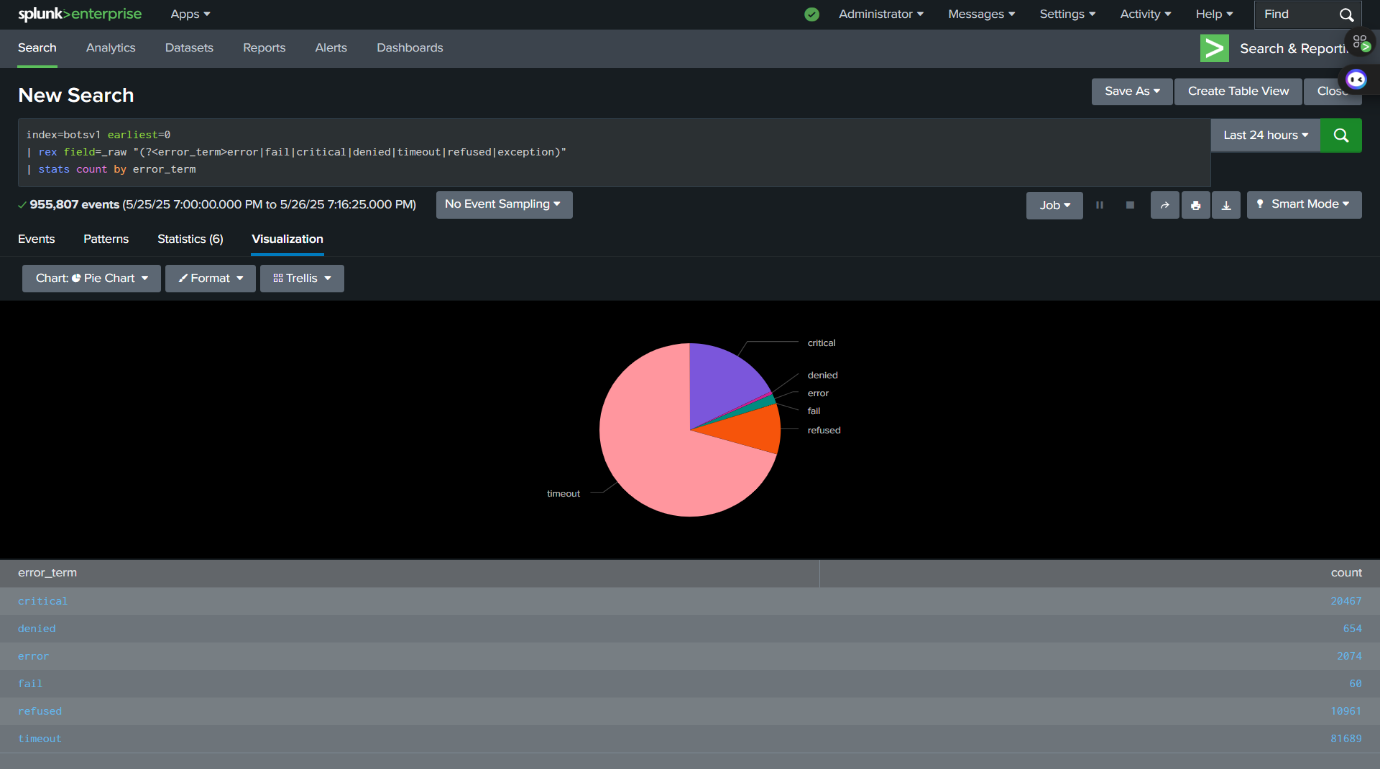 splunk>enterprise Apps Administrator Messages Settings Activity Help Find
Search Analytics Datasets Reports Alerts Dashboards Search & Reporti
New Search Save As Create Table View Close
index=botsv1 earliest=0
| rex field=_raw "(?<error_term>error|fail|critical|denied|timeout|refused|exception)"
| stats count by error_term
Last 24 hours
955,807 events (5/25/25 7:00:00.000 PM to 5/26/25 7:16:25.000 PM) No Event Sampling Job Smart Mode
Events Patterns Statistics (6) Visualization
Chart: Pie Chart Format Trellis
critical
denied
error
fail
refused
timeout
error_term count
critical 20467
denied 654
error 2074
fail 60
refused 10961
timeout 81689